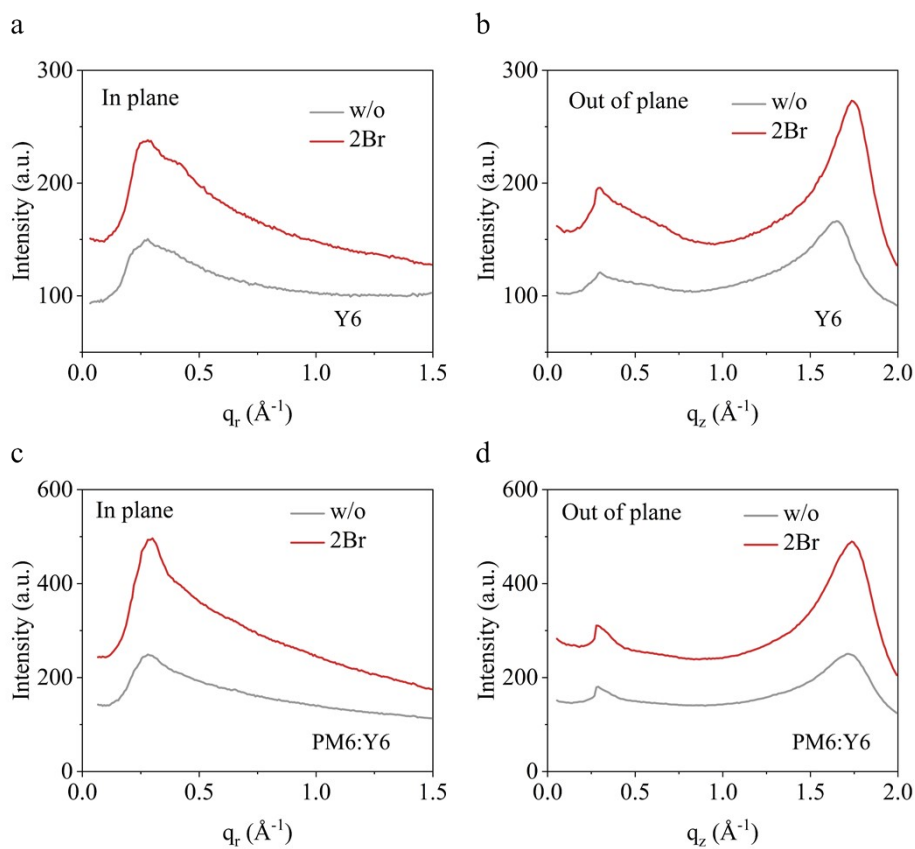 a
300
In plane
w/o
2Br
200
100
Y6
Intensity (a.u.)
0.0 0.5 1.0 1.5
qᵣ (Å⁻¹)
b
300
Out of plane
w/o
2Br
200
100
Y6
Intensity (a.u.)
0.0 0.5 1.0 1.5 2.0
q_z (Å⁻¹)
c
600
In plane
w/o
2Br
400
200
PM6:Y6
0
Intensity (a.u.)
0.0 0.5 1.0 1.5
qᵣ (Å⁻¹)
d
600
Out of plane
w/o
2Br
400
200
PM6:Y6
0
Intensity (a.u.)
0.0 0.5 1.0 1.5 2.0
q_z (Å⁻¹)